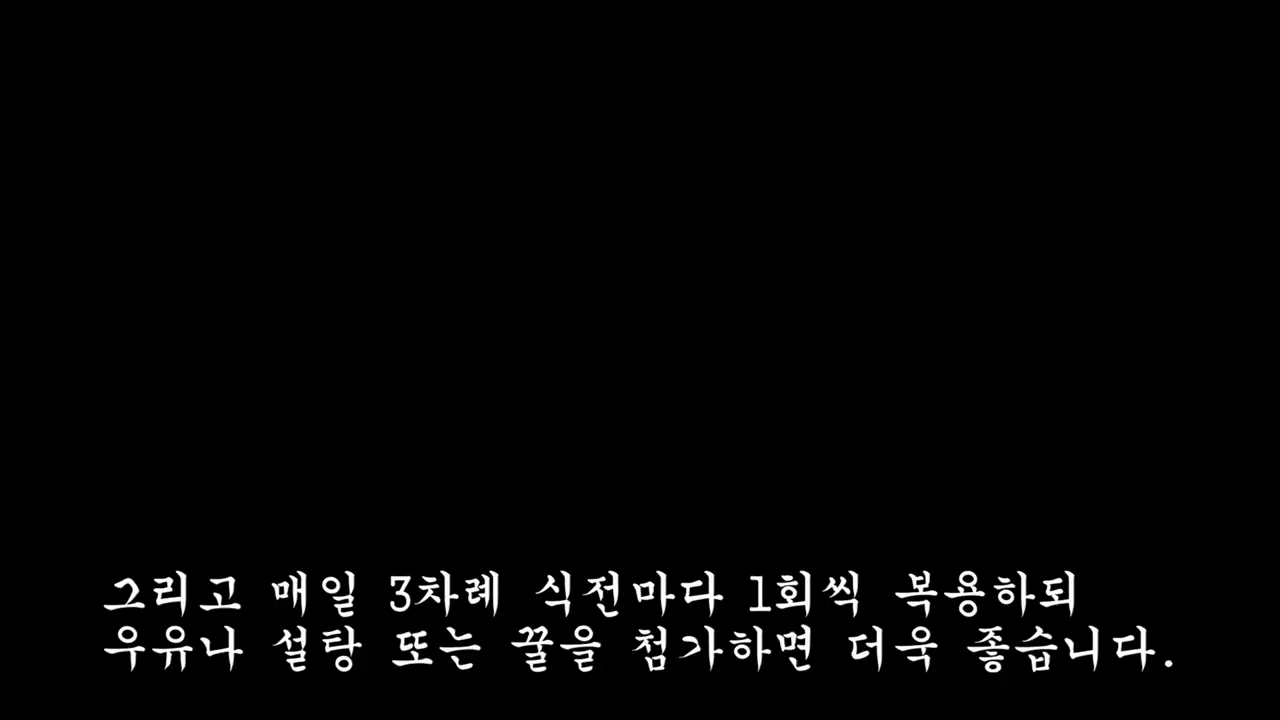 그리고 매일 3차례 식전마다 1회씩 복용하되
우유나 설탕 또는 꿀을 첨가하면 더욱 좋습니다.